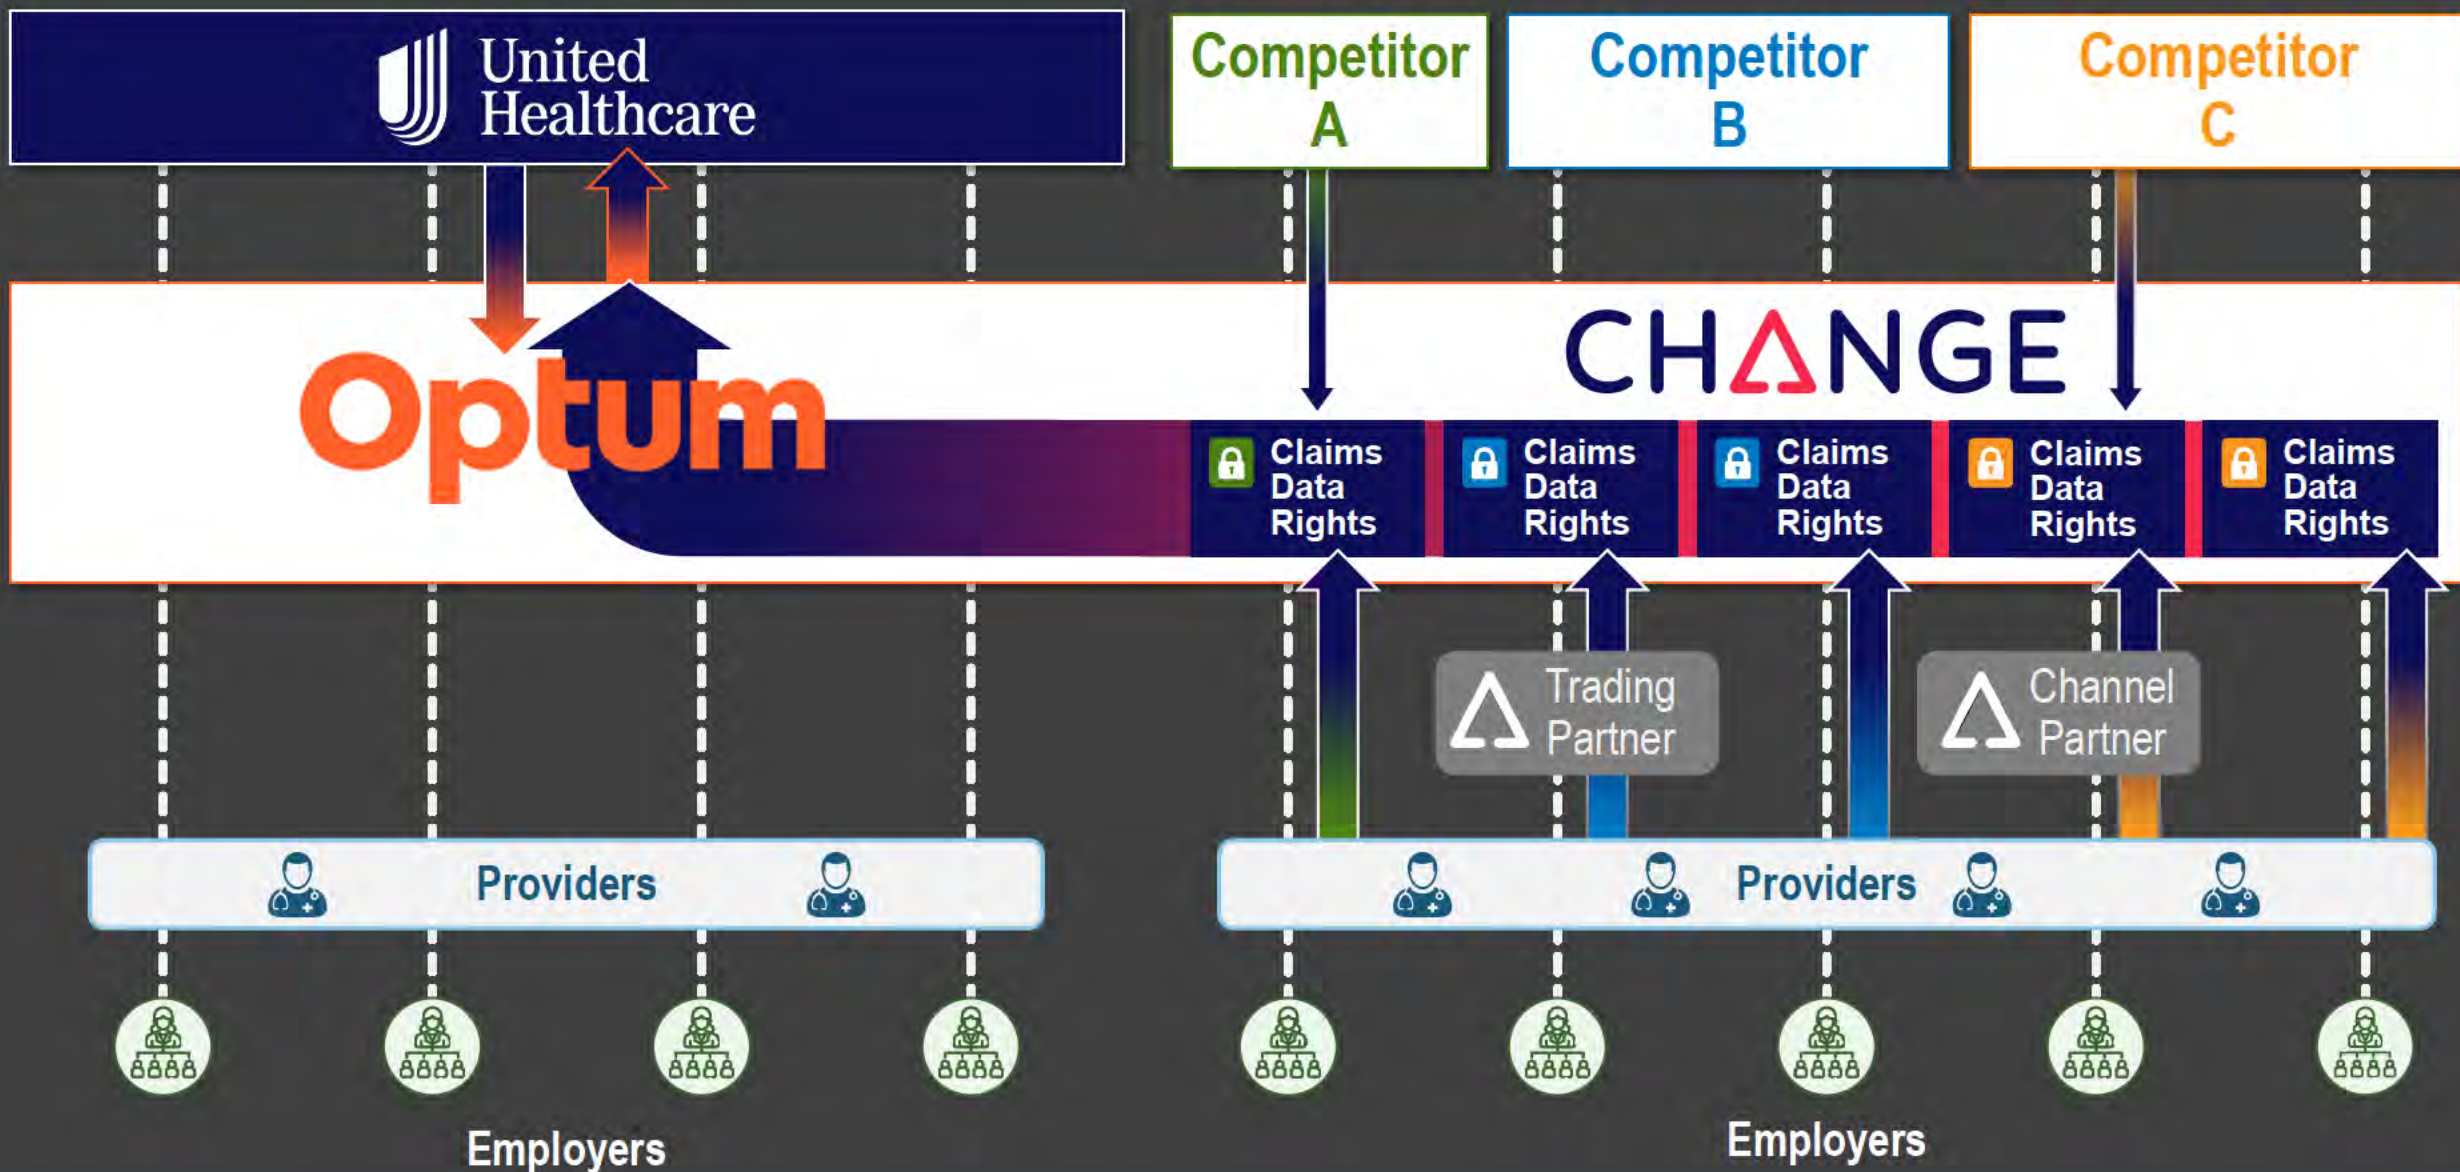 United
Healthcare
Competitor
A
Competitor
B
Competitor
C
Optum
CHANGE
Claims
Data
Rights
Claims
Data
Rights
Claims
Data
Rights
Claims
Data
Rights
Claims
Data
Rights
Trading
Partner
Channel
Partner
Providers
Providers
Employers
Employers